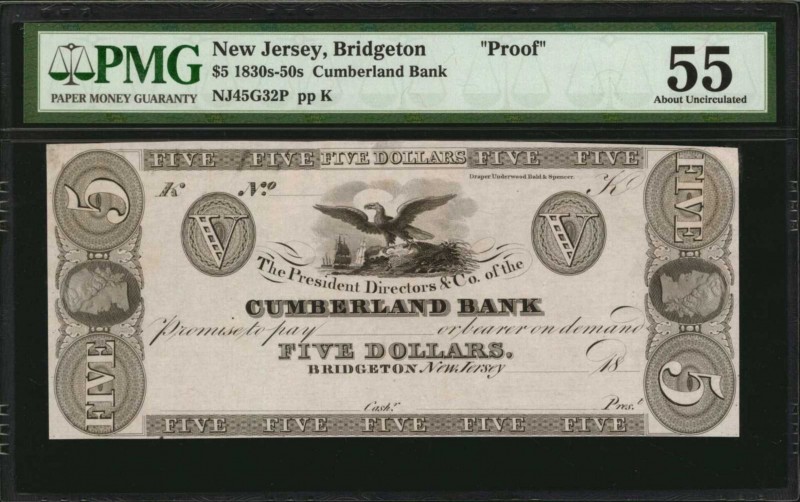 PMG
PAPER MONEY GUARANTY
New Jersey, Bridgeton "Proof"
$5 1830s-50s Cumberland Bank
NJ45G32P pp K
55
About Uncirculated
FIVE FIVE FIVE DOLLARS FIVE FIVE
5
FIVE
K No K
Draper Underwood Bald & Spencer.
V V
The President Directors & Co. of the
CUMBERLAND BANK
Promise to pay or bearer on demand
FIVE DOLLARS.
BRIDGETON New Jersey 18
FIVE
5
Cashr. Prest.
FIVE FIVE FIVE FIVE FIVE